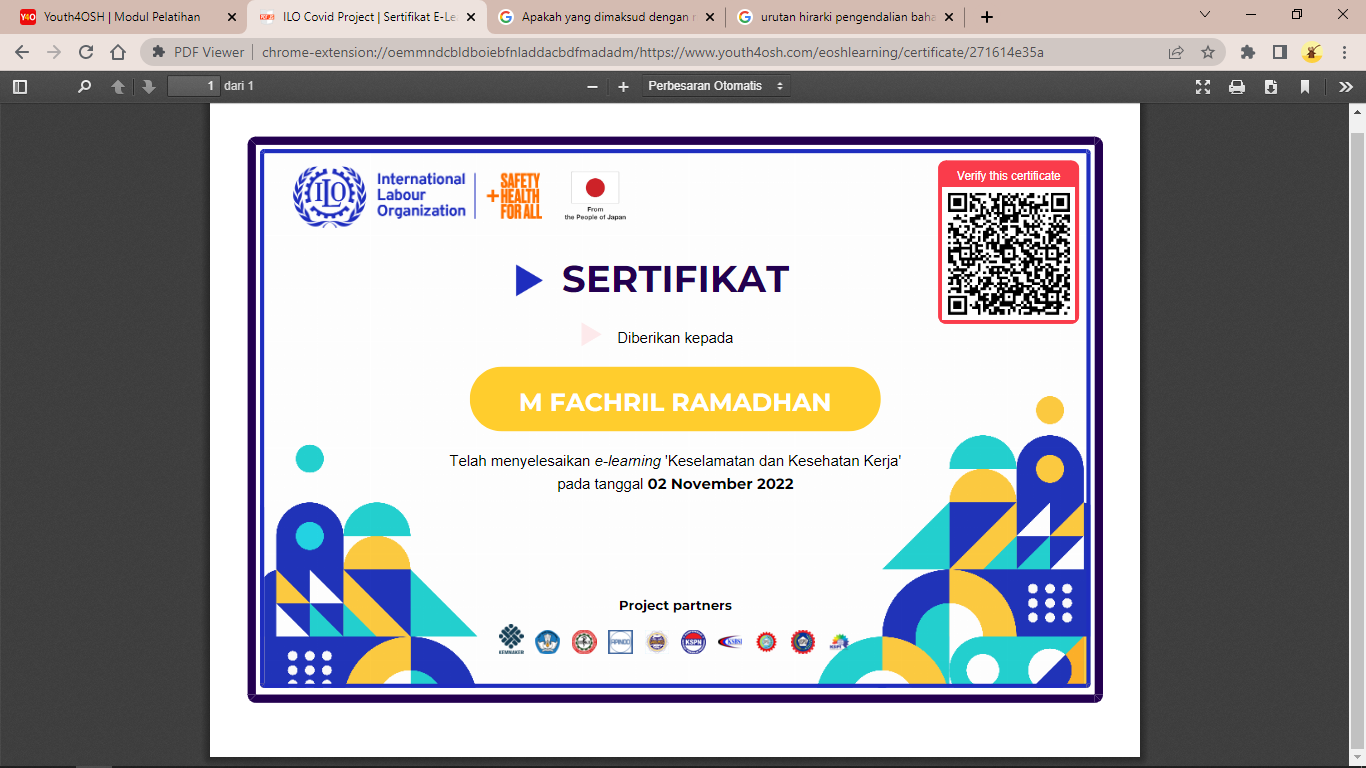 Youth4OSH | Modul Pelatihan
ILO Covid Project | Sertifikat E-Le
Apakah yang dimaksud dengan
urutan hirarki pengendalian baha
PDF Viewer
chrome-extension://oemmndcbldboiebfnladdacbdfmadadm/https://www.youth4osh.com/eoshlearning/certificate/271614e35a
1 dari 1
Perbesaran Otomatis
ILO
International
Labour
Organization
SAFETY
+HEALTH
FOR ALL
From
the People of Japan
Verify this certificate
SERTIFIKAT
Diberikan kepada
M FACHRIL RAMADHAN
Telah menyelesaikan e-learning 'Keselamatan dan Kesehatan Kerja'
pada tanggal 02 November 2022
Project partners
KEMNAKER
APINDO
KSPN
KSBSI